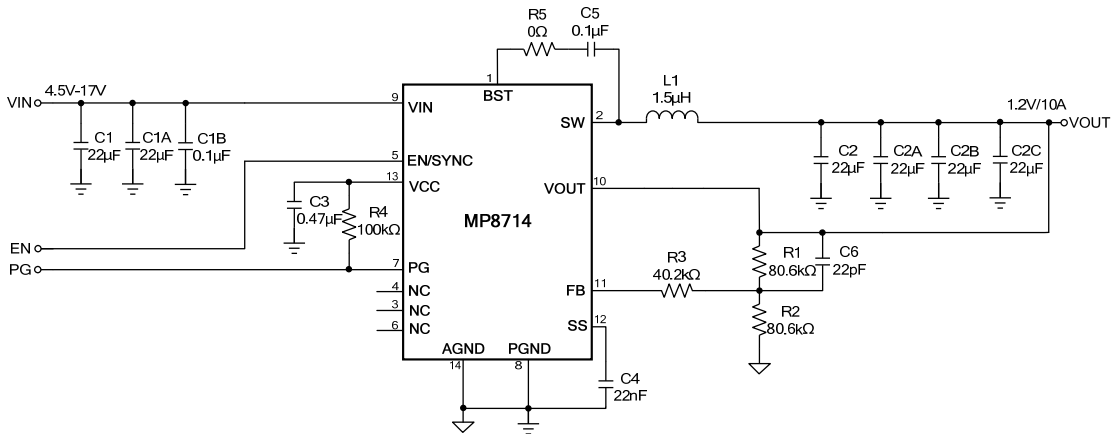 R5
0Ω
C5
0.1µF
1
BST
VIN
4.5V-17V
9
VIN
C1
22µF
C1A
22µF
C1B
0.1µF
SW
2
L1
1.5µH
1.2V/10A
VOUT
C2
22µF
C2A
22µF
C2B
22µF
C2C
22µF
5
EN/SYNC
13
VCC
C3
0.47µF
R4
100kΩ
MP8714
VOUT
10
EN
PG
7
PG
4
NC
3
NC
6
NC
R1
80.6kΩ
C6
22pF
R3
40.2kΩ
FB
11
R2
80.6kΩ
SS
12
AGND
14
PGND
8
C4
22nF